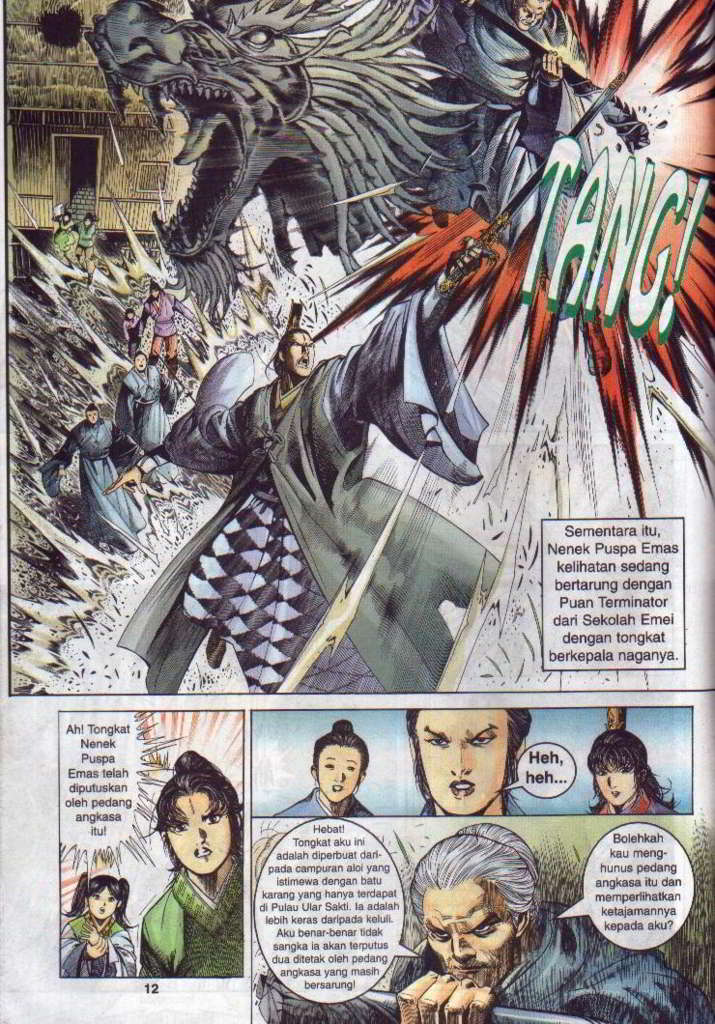 TANG!
Sementara itu,
Nenek Puspa Emas
kelihatan sedang
bertarung dengan
Puan Terminator
dari Sekolah Emei
dengan tongkat
berkepala naganya.
Ah! Tongkat
Nenek
Puspa
Emas telah
diputuskan
oleh pedang
angkasa
itu!
Heh,
heh...
Hebat!
Tongkat aku ini
adalah diperbuat dari-
pada campuran aloi yang
istimewa dengan batu
karang yang hanya terdapat
di Pulau Ular Sakti. Ia adalah
lebih keras daripada keluli.
Aku benar-benar tidak
sangka ia akan terputus
dua ditetak oleh pedang
angkasa yang masih
bersarung!
Bolehkah
kau meng-
hunus pedang
angkasa itu dan
memperlihatkan
ketajamannya
kepada aku?
12